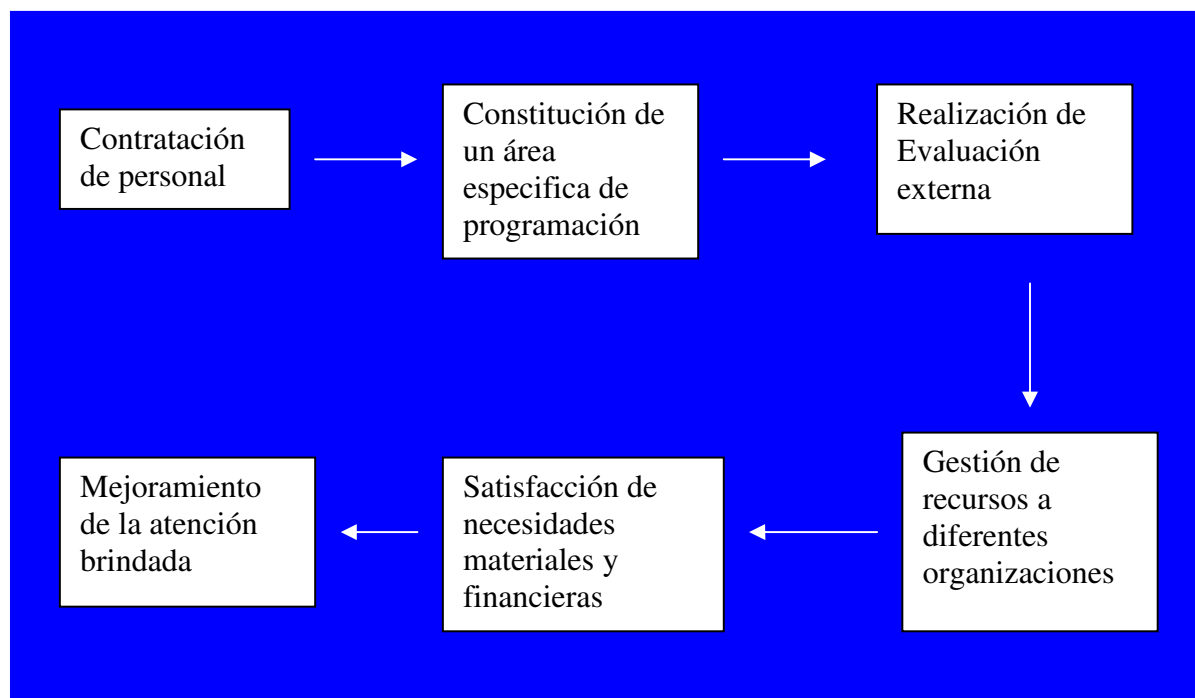 Contratación
de personal
Constitución de
un área
especifica de
programación
Realización de
Evaluación
externa
Gestión de
recursos a
diferentes
organizaciones
Satisfacción de
necesidades
materiales y
financieras
Mejoramiento
de la atención
brindada